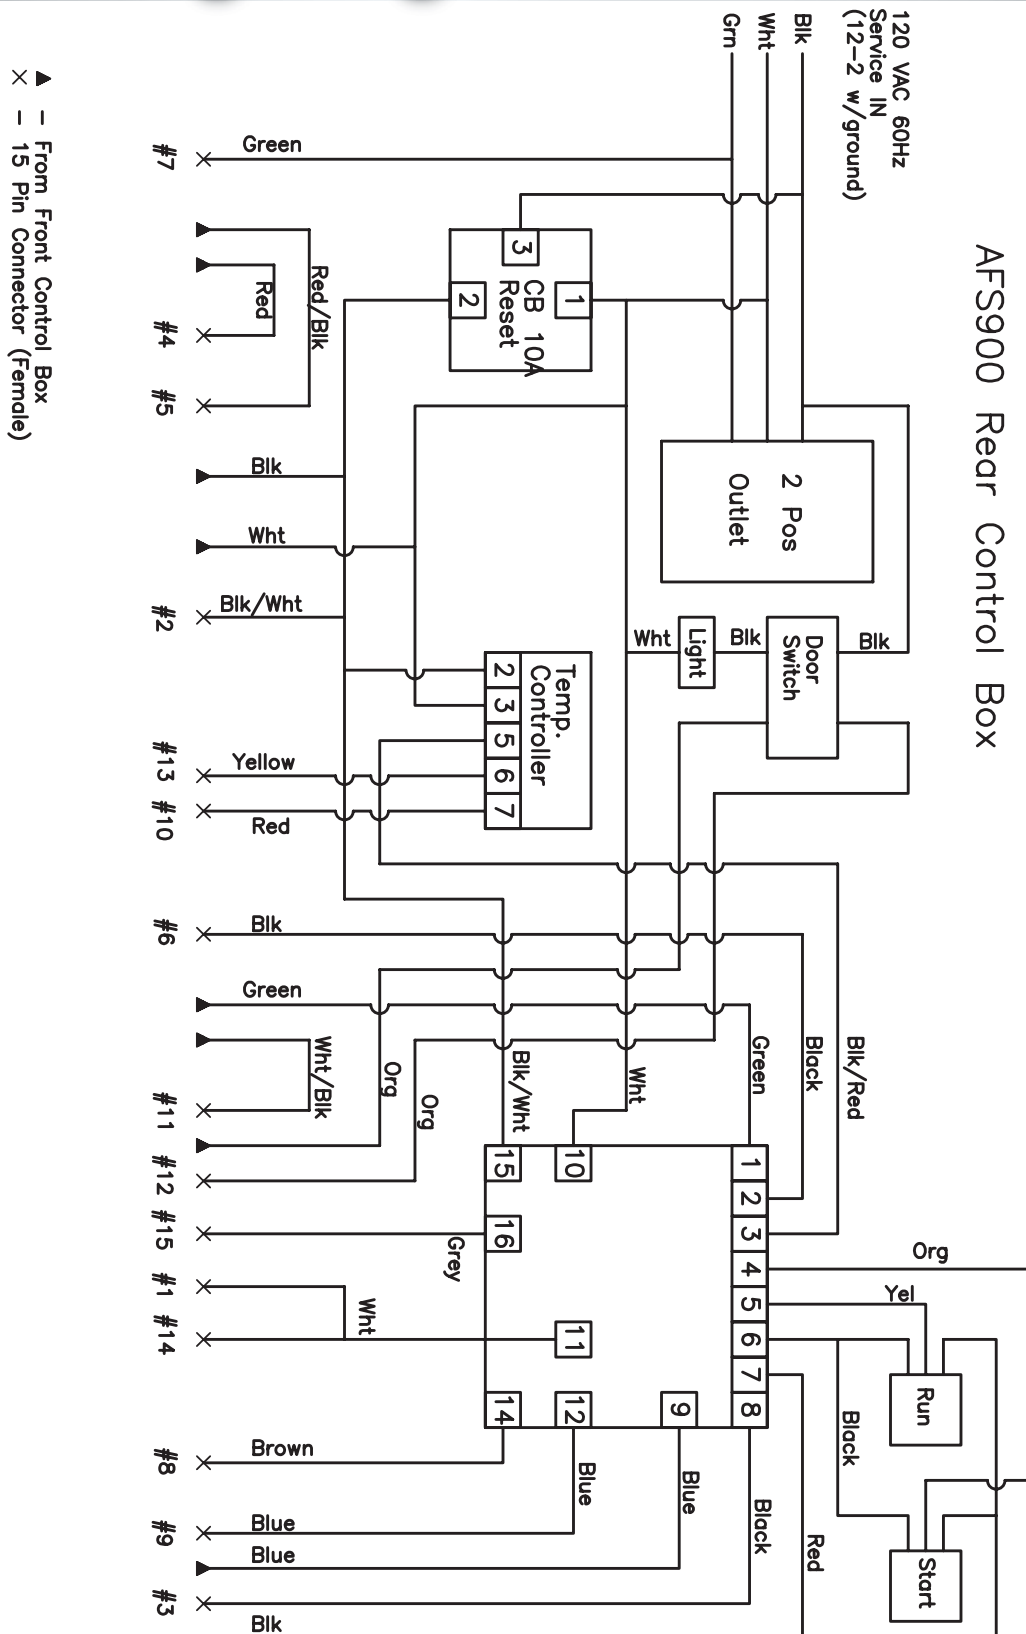 AFS900 Rear Control Box
120 VAC 60Hz
Service IN
(12-2 w/ground)
Blk
Wht
Grn
2 Pos
Outlet
Blk
Door
Switch
Blk
Light
Wht
3
1
2
CB 10A
Reset
Temp.
Controller
2
3
5
6
7
Green
#7
Red/Blk
Red
#4
#5
Blk
Wht
Blk/Wht
#2
Yellow
#13
Red
#10
Blk
#6
Green
Wht/Blk
#11
Org
Org
#12
Blk/Wht
Wht
Green
Black
Blk/Red
1
2
3
4
5
6
7
8
9
10
11
12
14
15
16
Org
Yel
Run
Black
Start
Red
Black
Blue
Blue
Grey
#15
#1
Wht
#14
Brown
#8
Blue
#9
Blue
#3
Blk
▲ - From Front Control Box
× - 15 Pin Connector (Female)